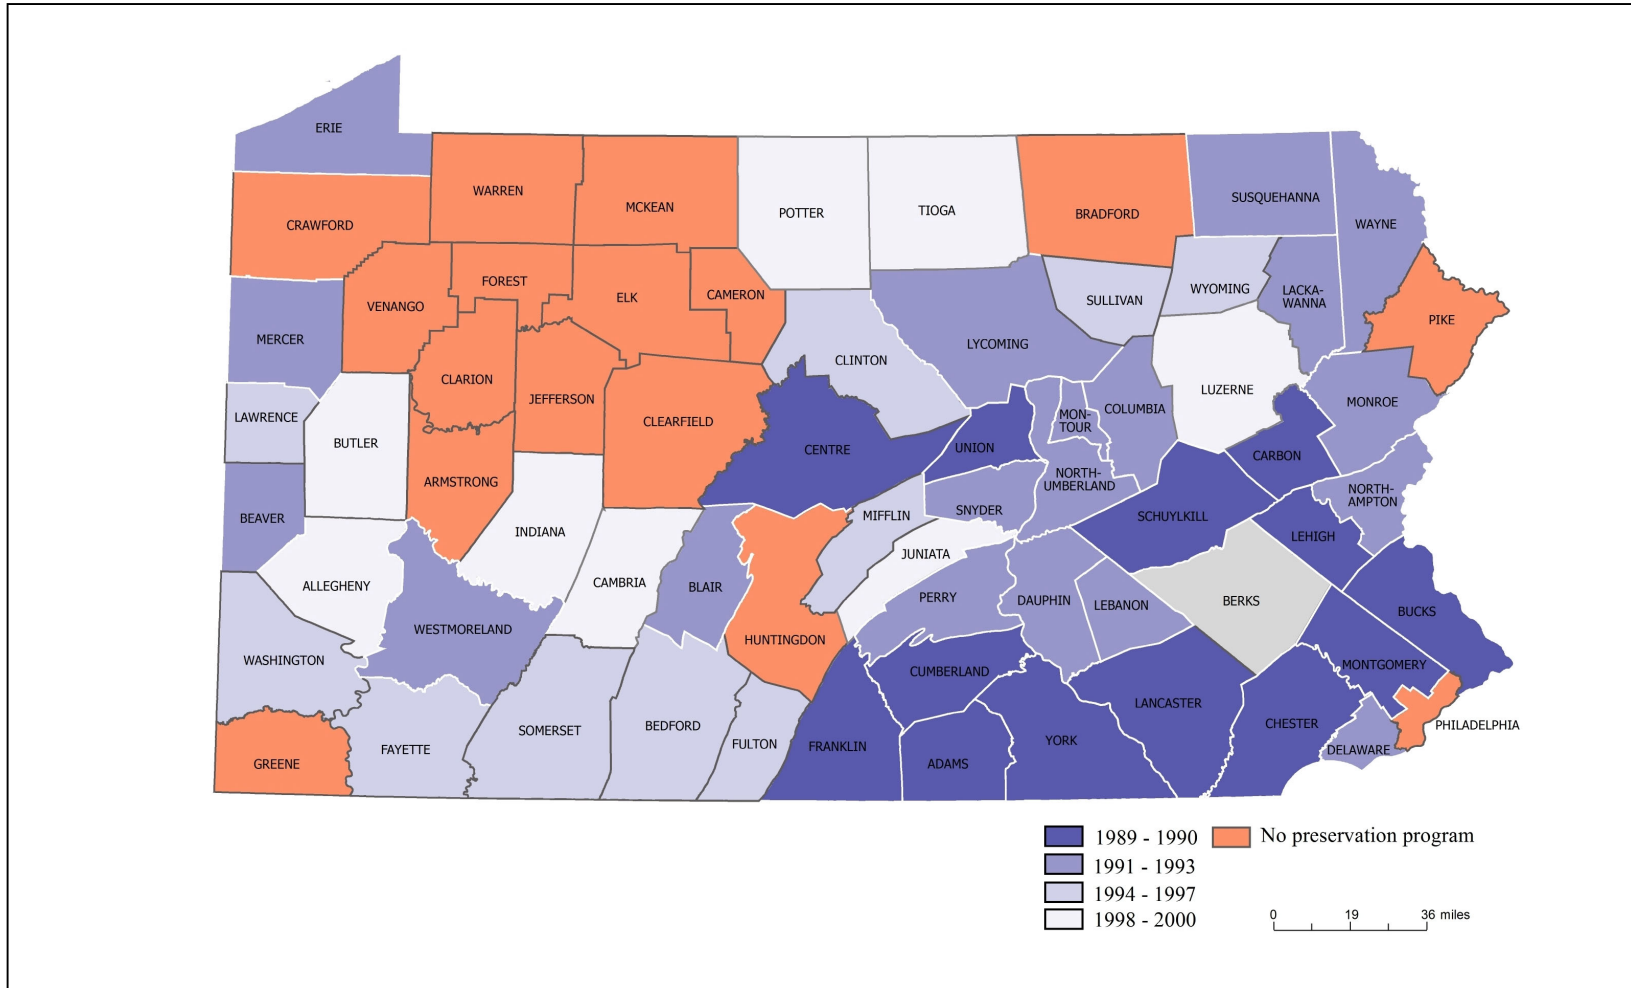 ERIE
WARREN
MCKEAN
POTTER
TIOGA
BRADFORD
SUSQUEHANNA
WAYNE
CRAWFORD
VENANGO
FOREST
ELK
CAMERON
SULLIVAN
WYOMING
LACKA-
WANNA
PIKE
MERCER
CLINTON
LYCOMING
CLARION
JEFFERSON
CLEARFIELD
LUZERNE
MONROE
LAWRENCE
BUTLER
CENTRE
UNION
MON-
TOUR
COLUMBIA
CARBON
ARMSTRONG
NORTH-
UMBERLAND
NORTH-
AMPTON
BEAVER
INDIANA
MIFFLIN
SNYDER
SCHUYLKILL
LEHIGH
ALLEGHENY
CAMBRIA
BLAIR
JUNIATA
PERRY
DAUPHIN
LEBANON
BERKS
BUCKS
WESTMORELAND
HUNTINGDON
WASHINGTON
CUMBERLAND
MONTGOMERY
SOMERSET
BEDFORD
LANCASTER
CHESTER
PHILADELPHIA
GREENE
FAYETTE
FULTON
FRANKLIN
ADAMS
YORK
DELAWARE
1989 - 1990
No preservation program
1991 - 1993
1994 - 1997
1998 - 2000
0 19 36 miles